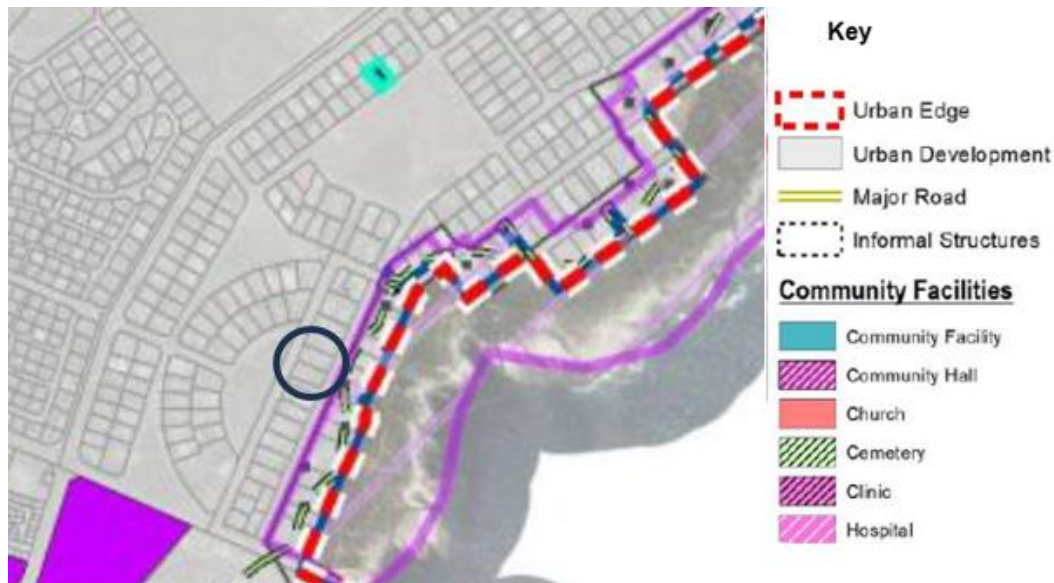 Key
Urban Edge
Urban Development
Major Road
Informal Structures
Community Facilities
Community Facility
Community Hall
Church
Cemetery
Clinic
Hospital